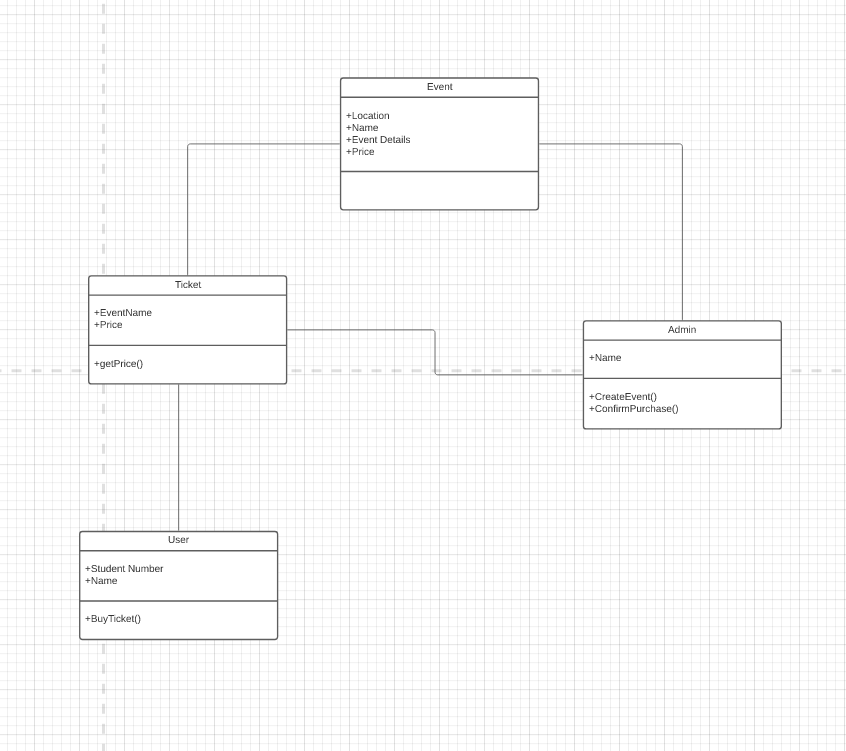 Event
+Location
+Name
+Event Details
+Price
Ticket
+EventName
+Price
+getPrice()
Admin
+Name
+CreateEvent()
+ConfirmPurchase()
User
+Student Number
+Name
+BuyTicket()